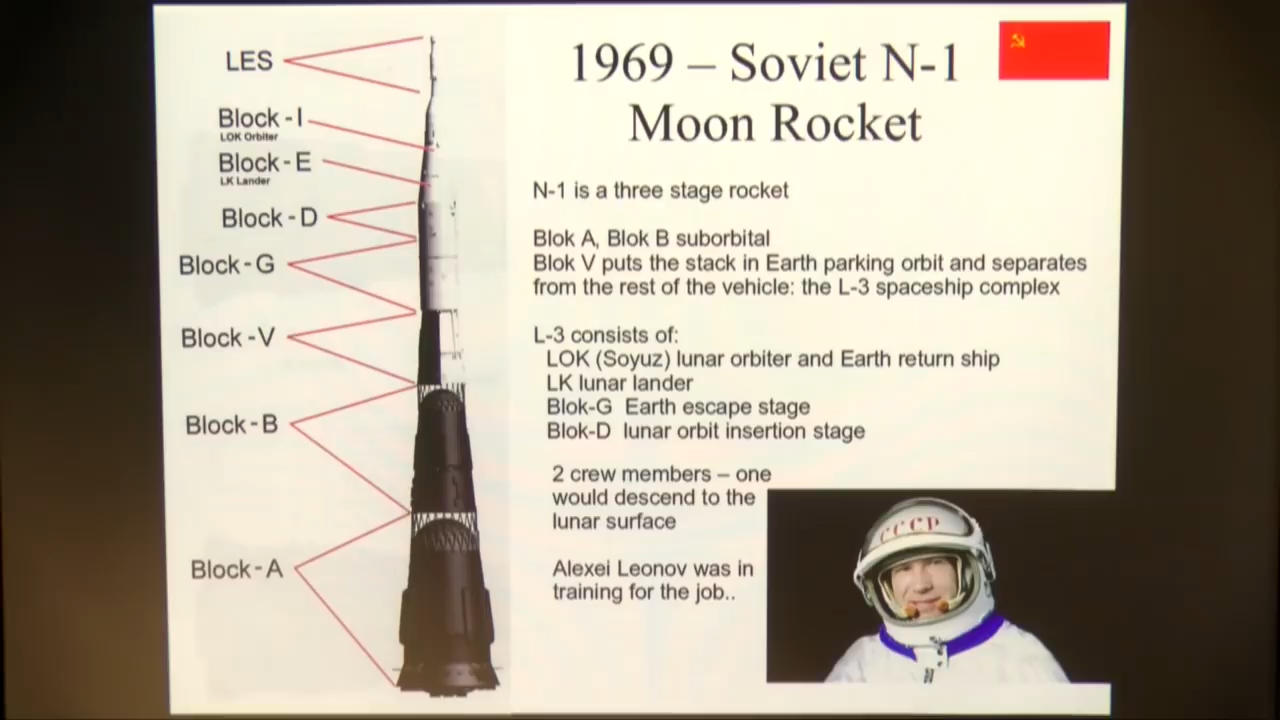 1969 – Soviet N-1
Moon Rocket
LES
Block-I
LOK Orbiter
Block-E
LK Lander
Block-D
Block-G
Block-V
Block-B
Block-A
N-1 is a three stage rocket
Blok A, Blok B suborbital
Blok V puts the stack in Earth parking orbit and separates
from the rest of the vehicle: the L-3 spaceship complex
L-3 consists of:
LOK (Soyuz) lunar orbiter and Earth return ship
LK lunar lander
Blok-G Earth escape stage
Blok-D lunar orbit insertion stage
2 crew members – one
would descend to the
lunar surface
Alexei Leonov was in
training for the job..
CCCP